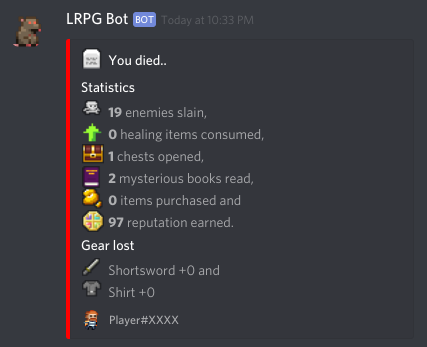 LRPG Bot BOT Today at 10:33 PM
You died..
Statistics
19 enemies slain,
0 healing items consumed,
1 chests opened,
2 mysterious books read,
0 items purchased and
97 reputation earned.
Gear lost
Shortsword +0 and
Shirt +0
Player#XXXX